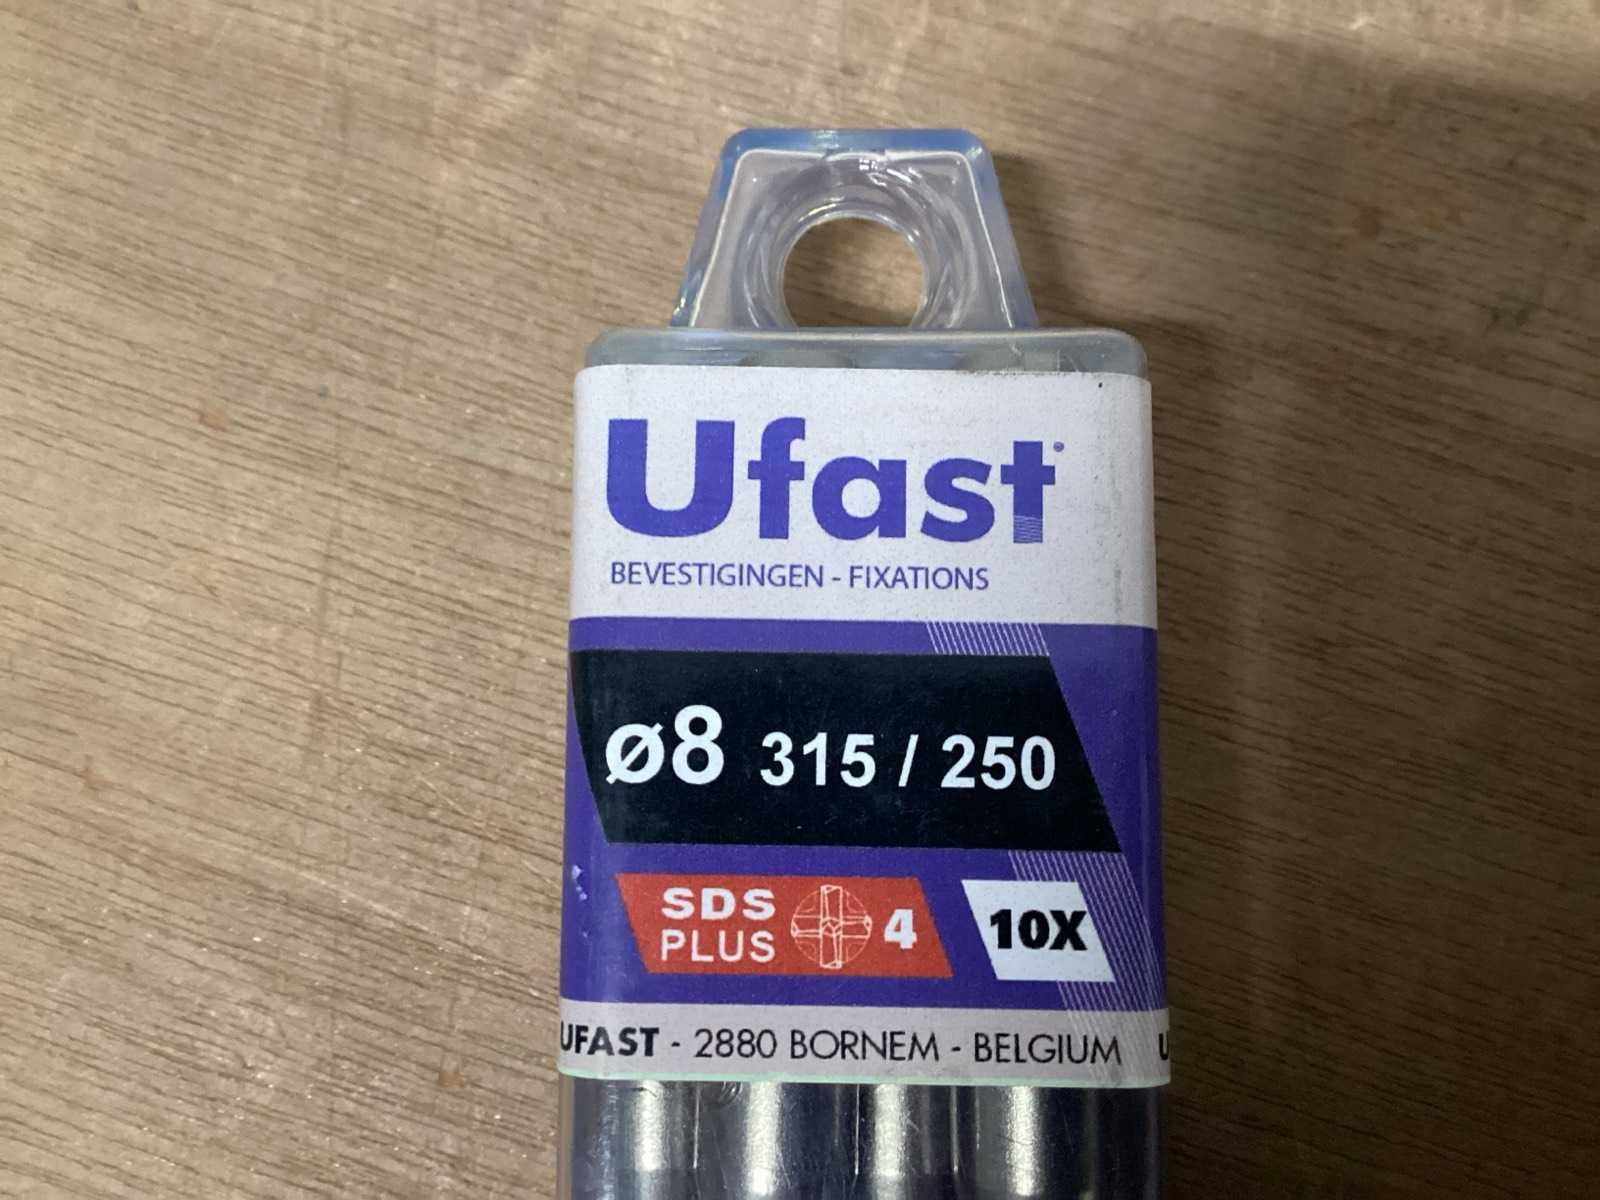 Ufast®
BEVESTIGINGEN - FIXATIONS
ø8 315 / 250
SDS PLUS 4
10X
UFAST - 2880 BORNEM - BELGIUM U